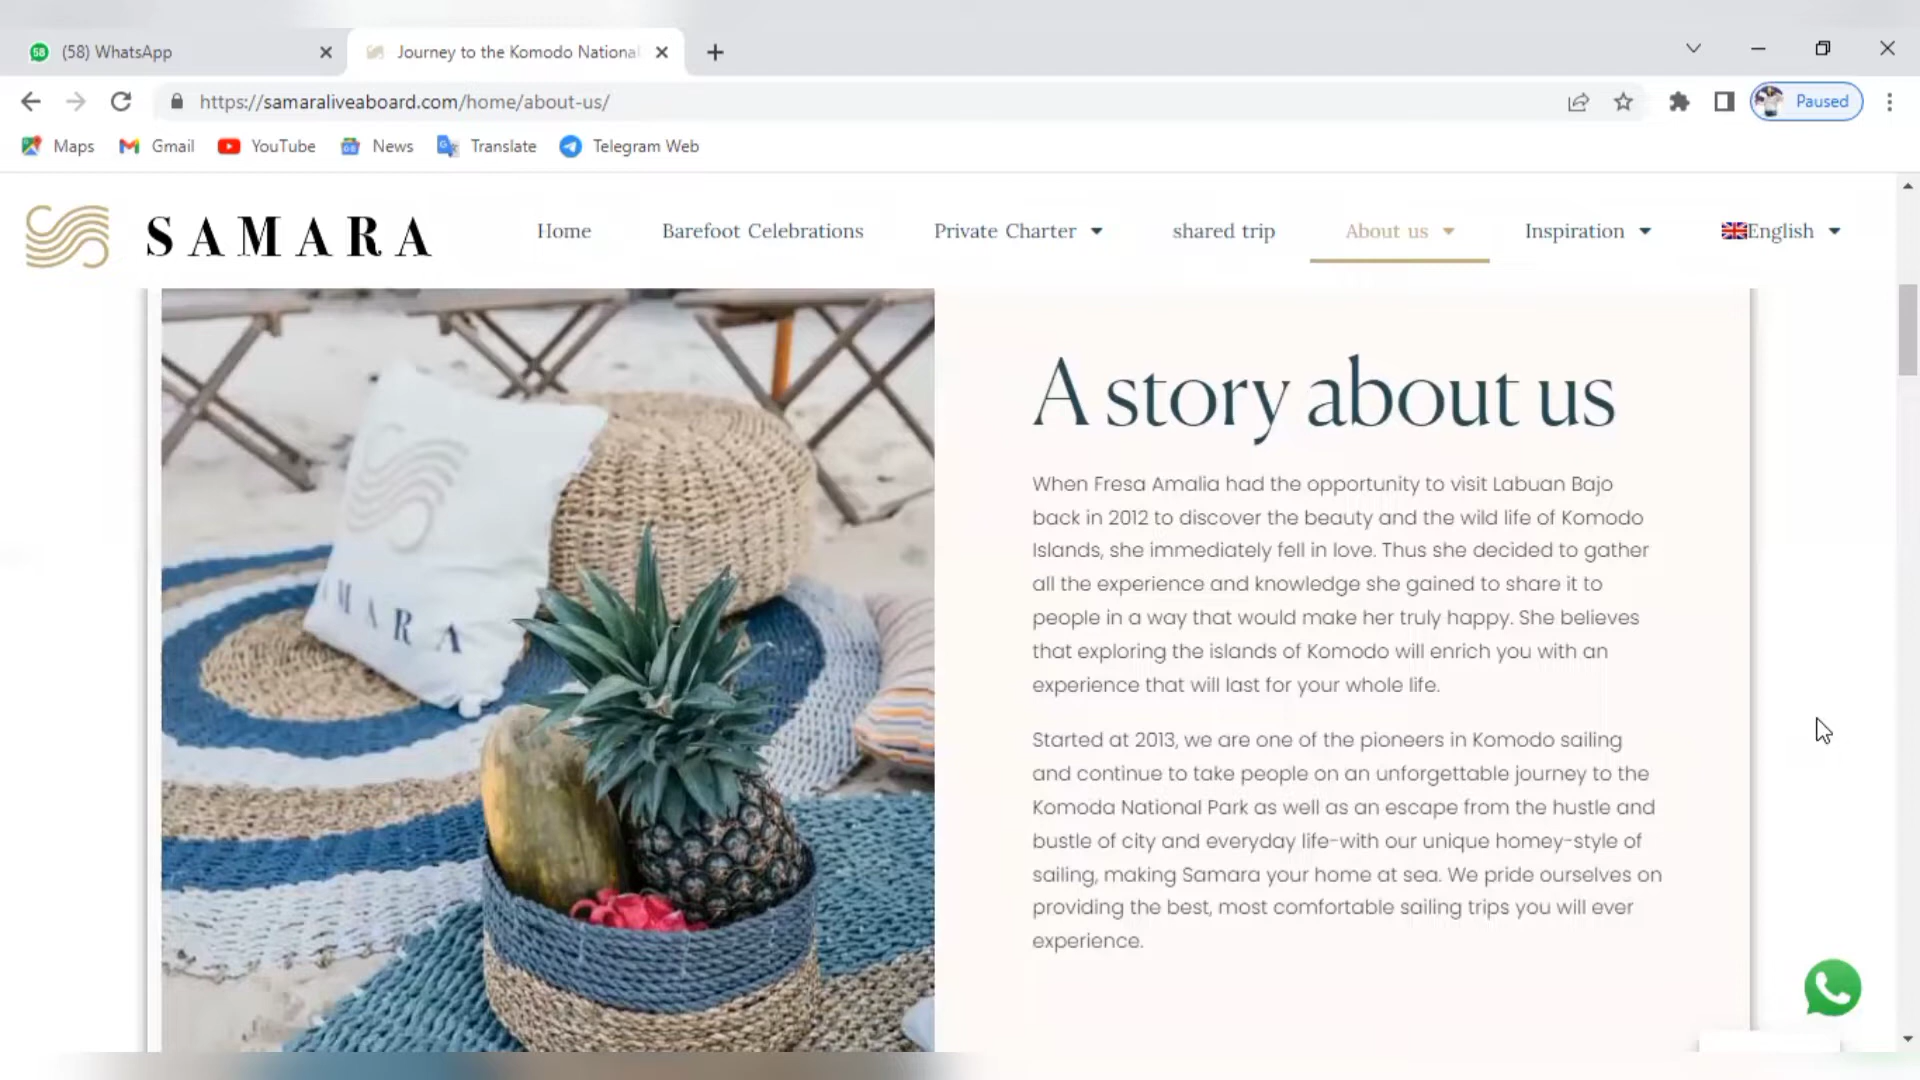 58 (58) WhatsApp
Journey to the Komodo National
https://samaraliveaboard.com/home/about-us/
Paused
Maps Gmail YouTube News Translate Telegram Web
SAMARA Home Barefoot Celebrations Private Charter shared trip About us Inspiration English
MARA
A story about us
When Fresa Amalia had the opportunity to visit Labuan Bajo
back in 2012 to discover the beauty and the wild life of Komodo
Islands, she immediately fell in love. Thus she decided to gather
all the experience and knowledge she gained to share it to
people in a way that would make her truly happy. She believes
that exploring the islands of Komodo will enrich you with an
experience that will last for your whole life.
Started at 2013, we are one of the pioneers in Komodo sailing
and continue to take people on an unforgettable journey to the
Komoda National Park as well as an escape from the hustle and
bustle of city and everyday life-with our unique homey-style of
sailing, making Samara your home at sea. We pride ourselves on
providing the best, most comfortable sailing trips you will ever
experience.